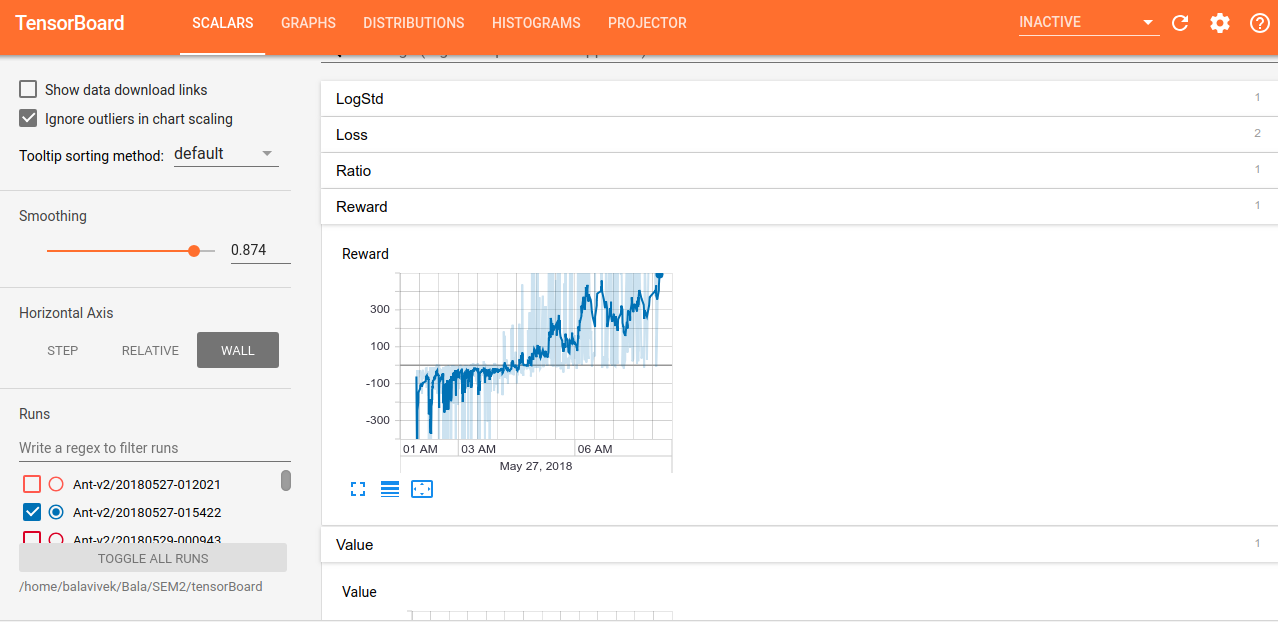 TensorBoard SCALARS GRAPHS DISTRIBUTIONS HISTOGRAMS PROJECTOR INACTIVE
Show data download links
Ignore outliers in chart scaling
Tooltip sorting method: default
Smoothing
0.874
Horizontal Axis
STEP RELATIVE WALL
Runs
Write a regex to filter runs
Ant-v2/20180527-012021
Ant-v2/20180527-015422
Ant-v2/20180529-000943
TOGGLE ALL RUNS
/home/balavivek/Bala/SEM2/tensorBoard
LogStd 1
Loss 2
Ratio 1
Reward 1
Reward
300
100
-100
-300
01 AM 03 AM 06 AM
May 27, 2018
Value 1
Value